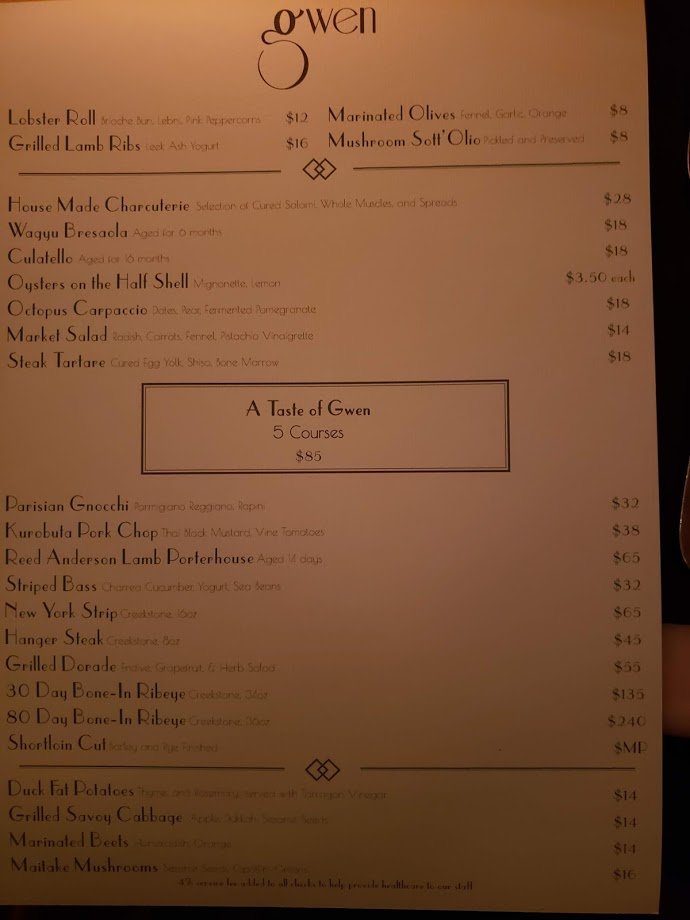 gwen
Lobster Roll Brioche Bun, Lebni, Pink Peppercorns $12
Marinated Olives Fennel, Garlic, Orange $8
Grilled Lamb Ribs Leek Ash Yogurt $16
Mushroom Sott'Olio Pickled and Preserved $8
House Made Charcuterie Selection of Cured Salami, Whole Muscles, and Spreads $28
Wagyu Bresaola Aged for 6 months $18
Culatello Aged for 16 months $18
Oysters on the Half Shell Mignonette, Lemon $3.50 each
Octopus Carpaccio Dates, Pear, Fermented Pomegranate $18
Market Salad Radish, Carrots, Fennel, Pistachio Vinaigrette $14
Steak Tartare Cured Egg Yolk, Shiso, Bone Marrow $18
A Taste of Gwen
5 Courses
$85
Parisian Gnocchi Parmigiano Reggiano, Rapini $32
Kurobuta Pork Chop Thai Black Mustard, Vine Tomatoes $38
Reed Anderson Lamb Porterhouse Aged 14 days $65
Striped Bass Charred Cucumber, Yogurt, Sea Beans $32
New York Strip Creekstone, 16oz $65
Hanger Steak Creekstone, 8oz $45
Grilled Dorade Endive, Grapefruit, & Herb Salad $55
30 Day Bone-In Ribeye Creekstone, 34oz $135
80 Day Bone-In Ribeye Creekstone, 36oz $240
Shortloin Cut Barley and Rye Finished $MP
Duck Fat Potatoes Thyme, and Rosemary, served with Tarragon Vinegar $14
Grilled Savoy Cabbage Apple, Dukkah, Sesame Seeds $14
Marinated Beets Horseradish, Orange $14
Maitake Mushrooms Sesame Seeds, Cipollini Onions $16
4% service fee added to all checks to help provide healthcare to our staff